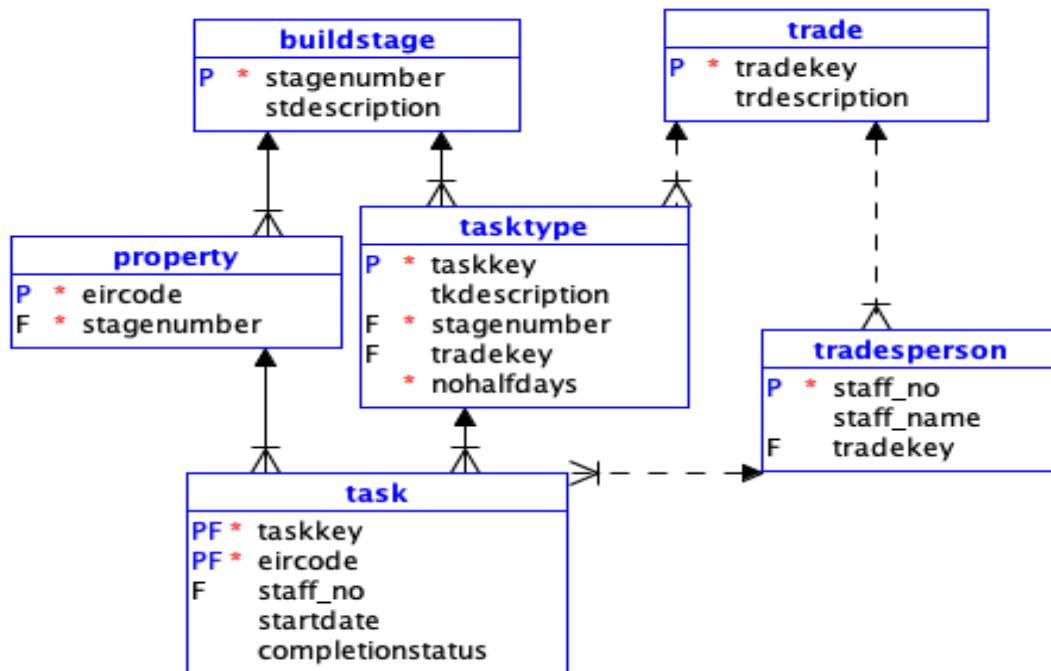 buildstage
P * stagenumber
stdescription
trade
P * tradekey
trdescription
property
P * eircode
F * stagenumber
tasktype
P * taskkey
tkdescription
F * stagenumber
F tradekey
* nohalfdays
tradesperson
P * staff_no
staff_name
F tradekey
task
PF * taskkey
PF * eircode
F staff_no
startdate
completionstatus